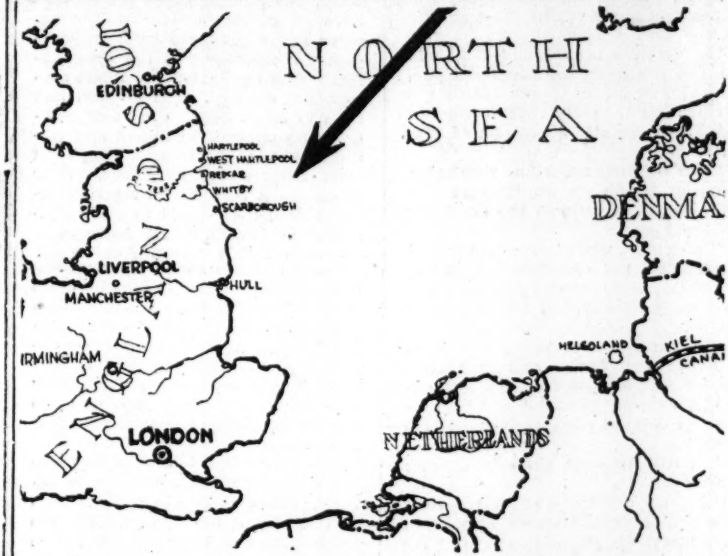 NORTH
SEA
EDINBURGH
HARTLEPOOL
WEST HARTLEPOOL
REDCAR
TEES
WHITBY
SCARBOROUGH
DENMA
LIVERPOOL
MANCHESTER
HULL
IRMINGHAM
ENGLAND
HELGOLAND
KIEL
CANAL
LONDON
NETHERLANDS